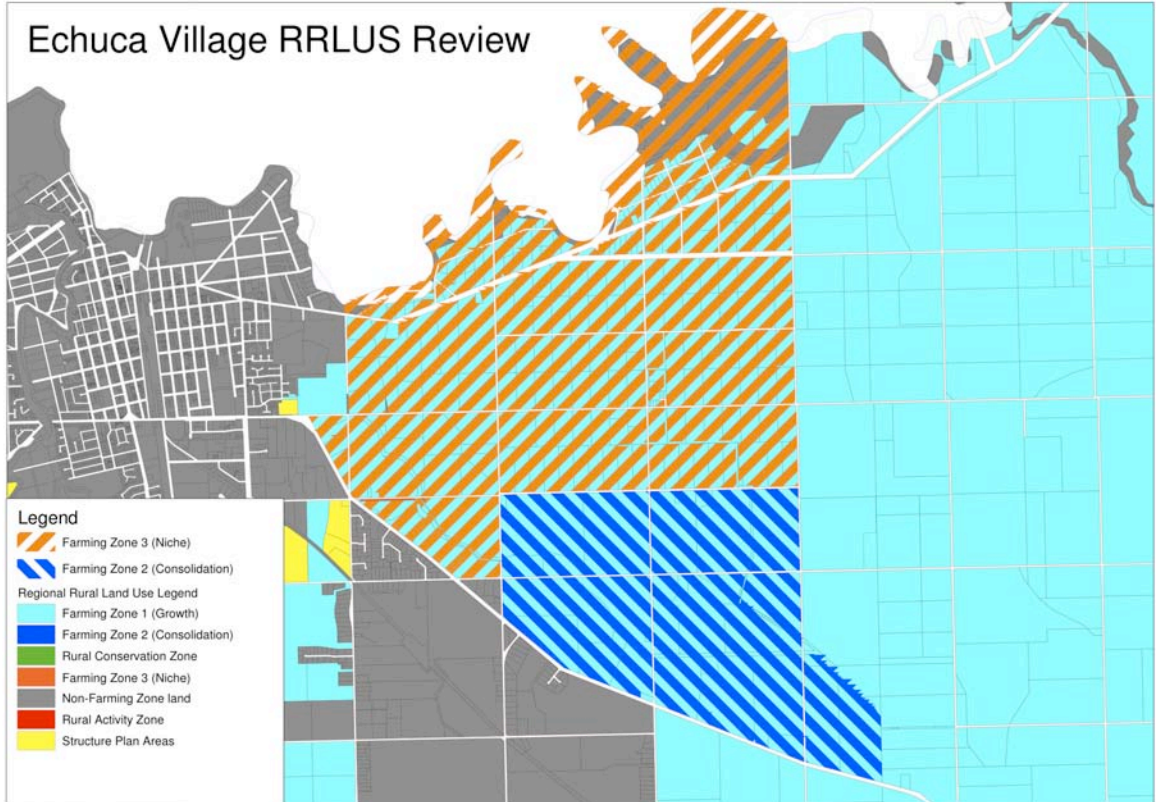 Echuca Village RRLUS Review
Legend
Farming Zone 3 (Niche)
Farming Zone 2 (Consolidation)
Regional Rural Land Use Legend
Farming Zone 1 (Growth)
Farming Zone 2 (Consolidation)
Rural Conservation Zone
Farming Zone 3 (Niche)
Non-Farming Zone land
Rural Activity Zone
Structure Plan Areas